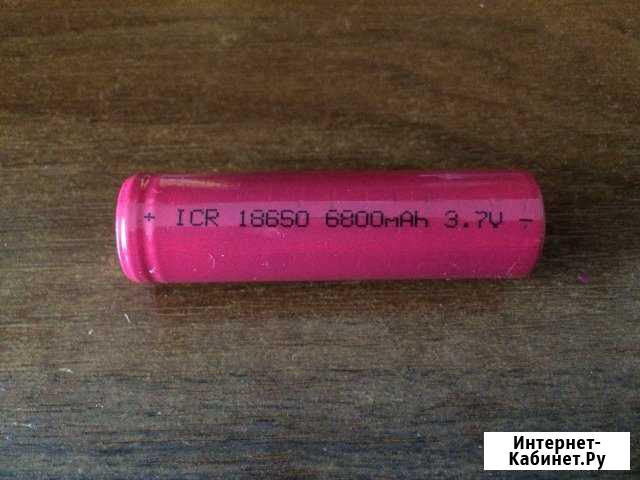 + ICR 18650 6800mAh 3.7V -
Интернет-
Кабинет.Ру